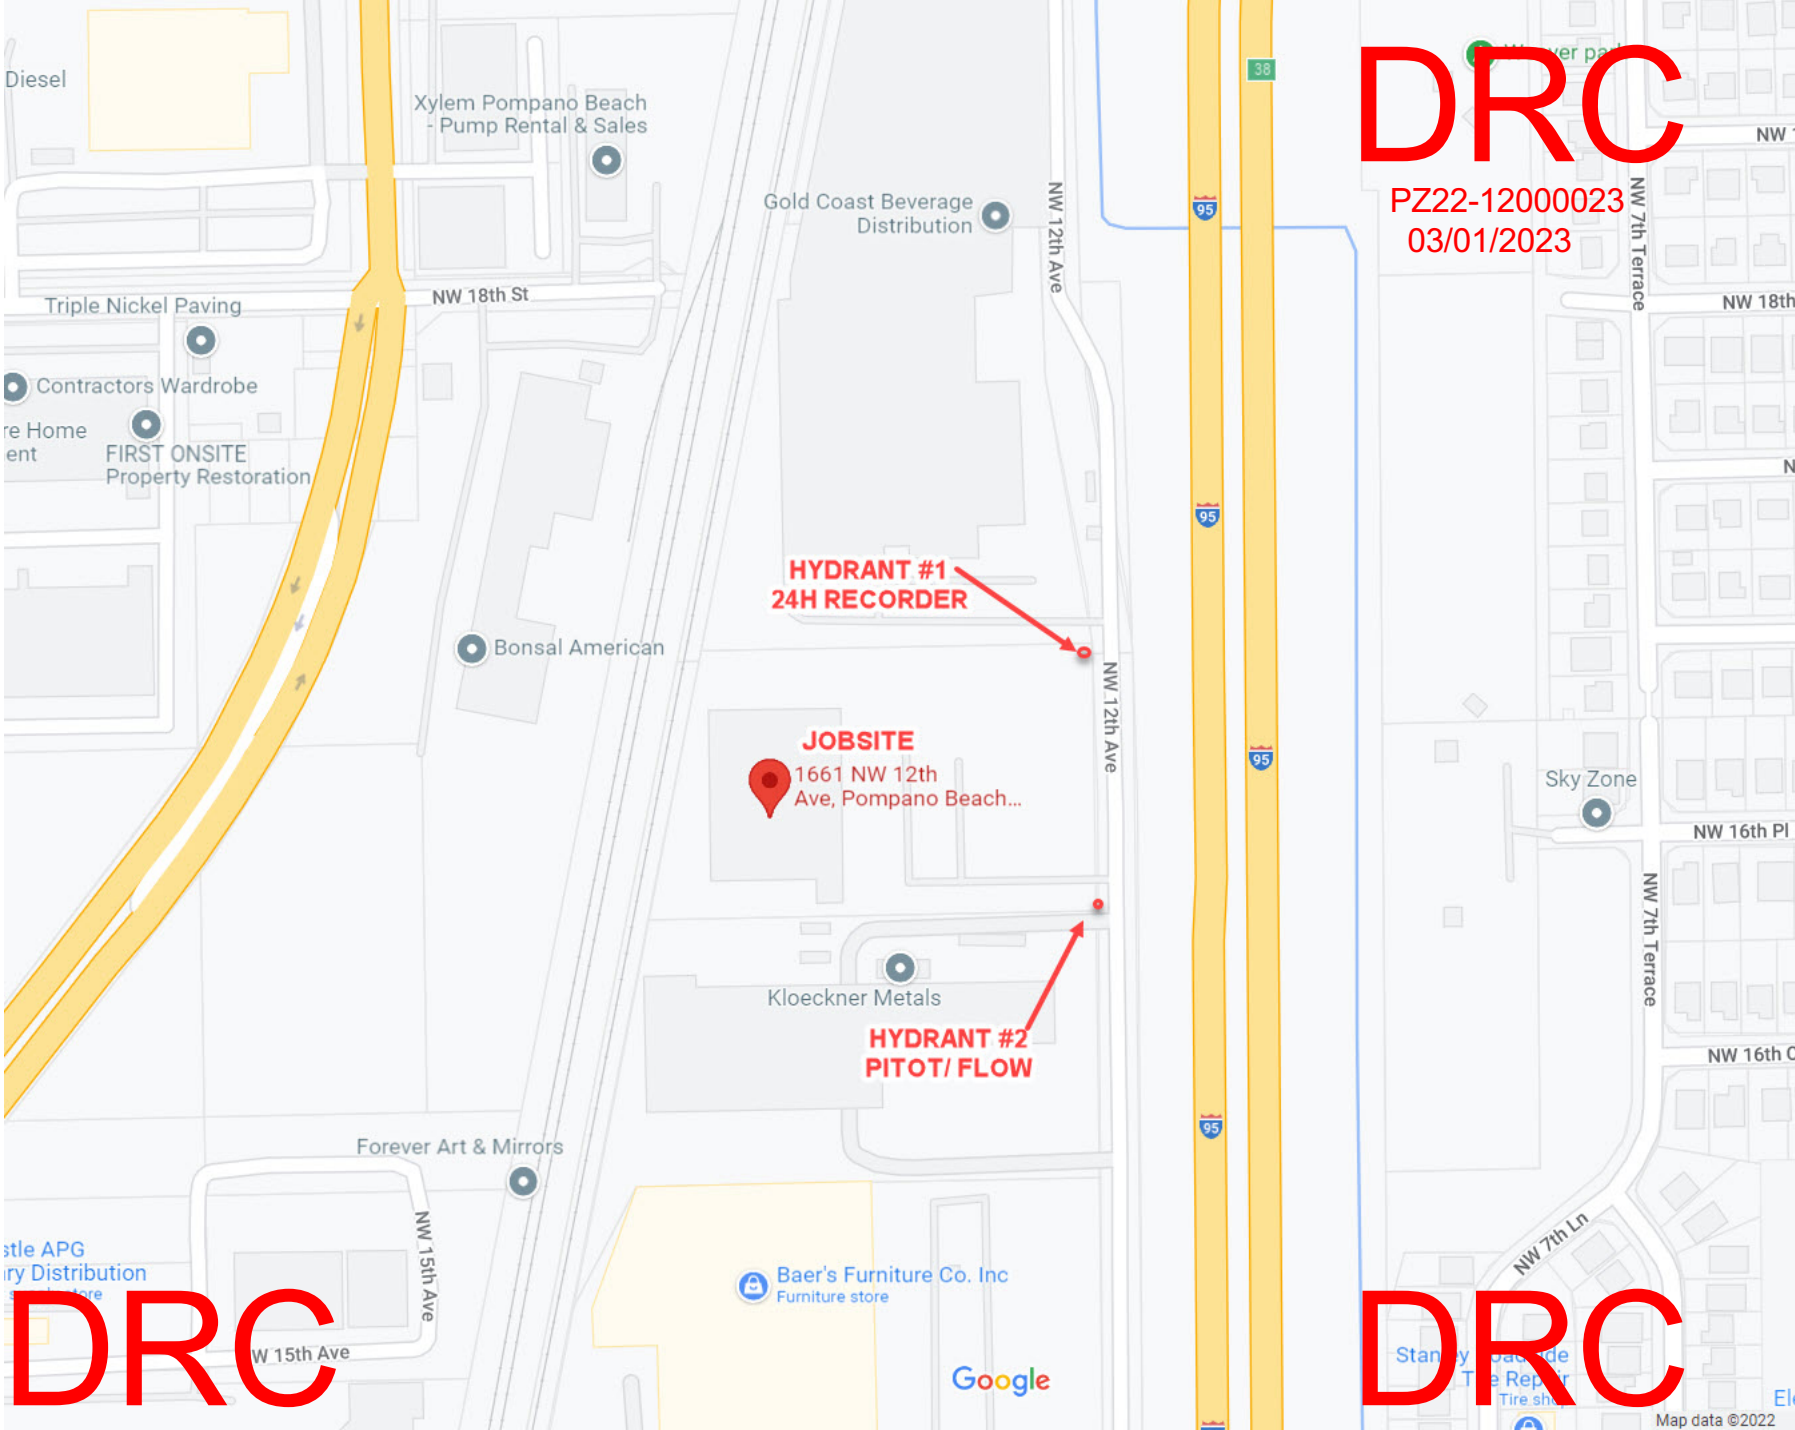 Diesel
Xylem Pompano Beach
- Pump Rental & Sales
38
DRC
PZ22-12000023
03/01/2023
NW
Gold Coast Beverage
Distribution
NW 12th Ave
95
NW 7th Terrace
NW 18th St
NW 18th
Triple Nickel Paving
Contractors Wardrobe
re Home
ent
FIRST ONSITE
Property Restoration
N
95
HYDRANT #1
24H RECORDER
Bonsal American
NW 12th Ave
JOBSITE
1661 NW 12th
Ave, Pompano Beach...
95
Sky Zone
NW 16th Pl
NW 7th Terrace
Kloeckner Metals
HYDRANT #2
PITOT/ FLOW
NW 16th C
95
Forever Art & Mirrors
NW 15th Ave
NW 7th Ln
stle APG
ry Distribution
Baer's Furniture Co. Inc
Furniture store
DRC
W 15th Ave
Google
DRC
Tire shop
Map data ©2022